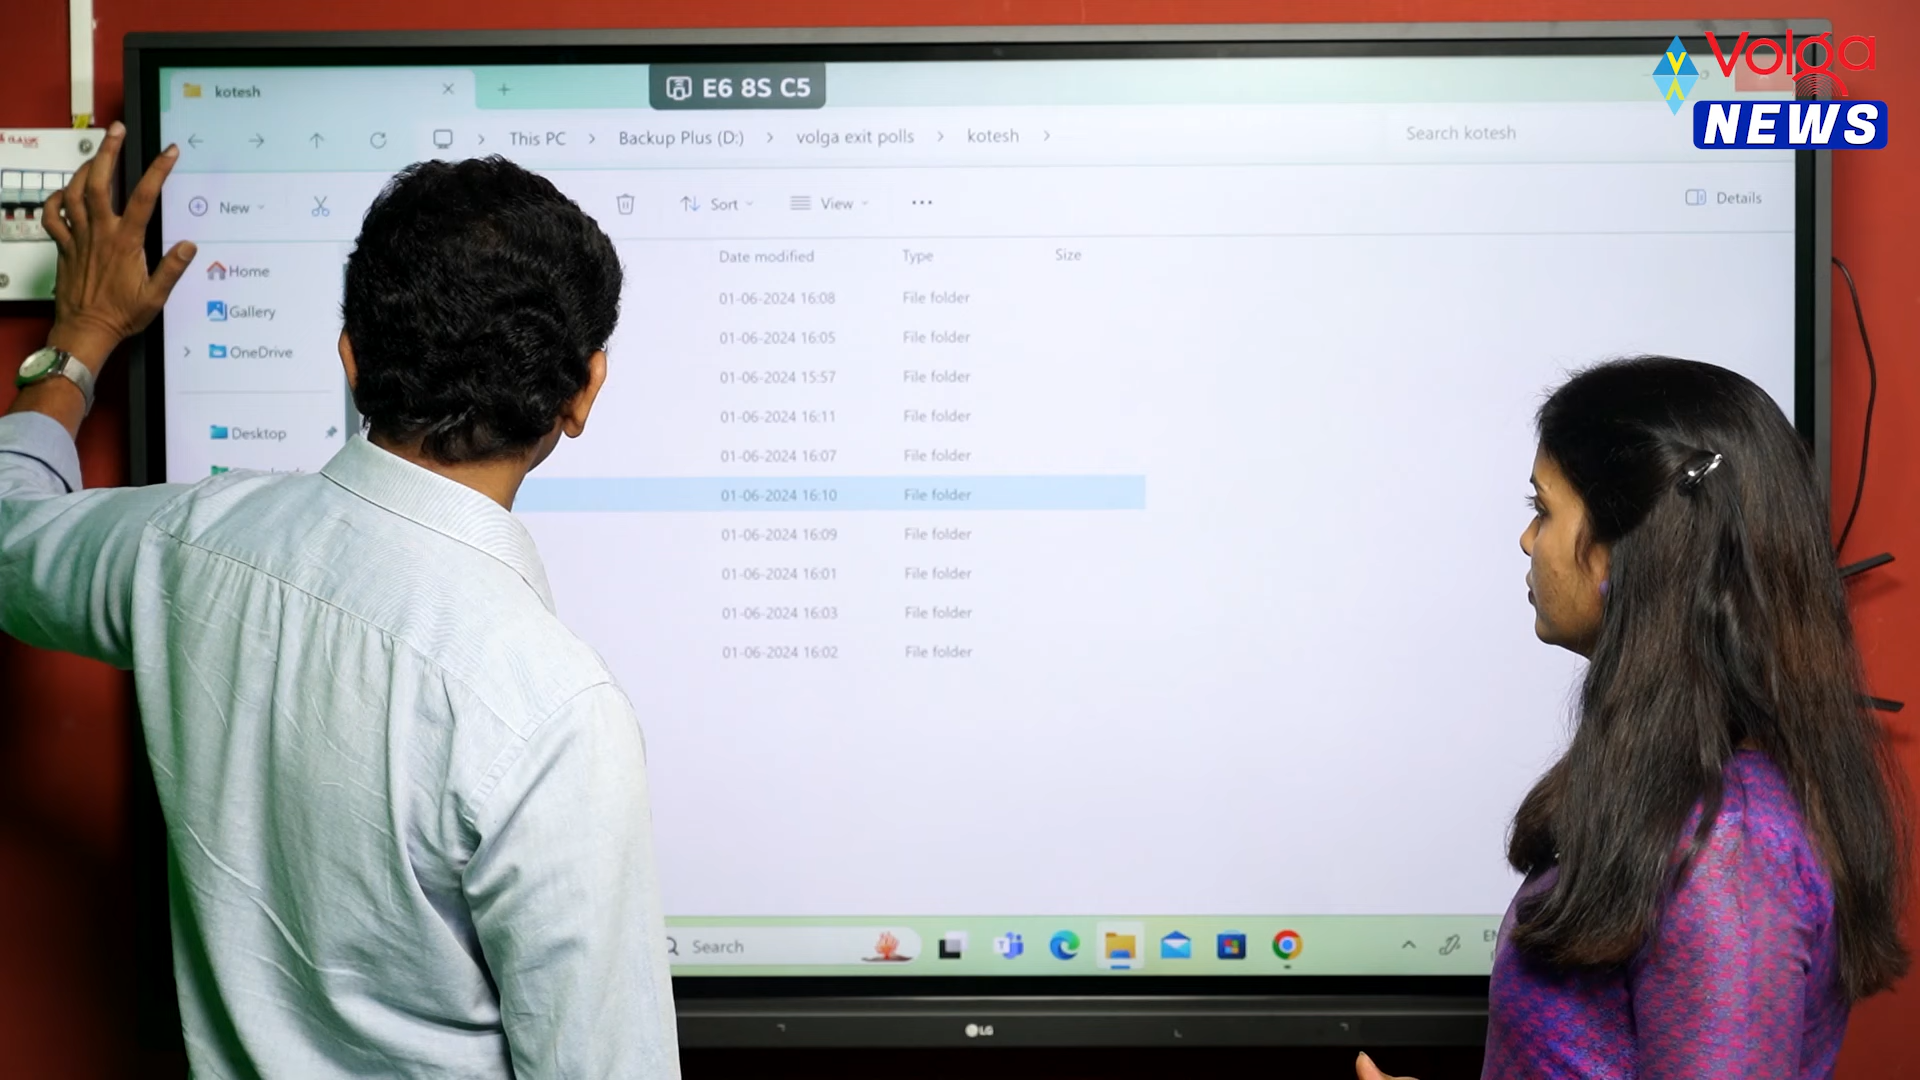 Volga
NEWS
kotesh
E6 8S C5
This PC > Backup Plus (D:) > volga exit polls > kotesh >
Search kotesh
New
Sort
View
Details
Home
Gallery
OneDrive
Desktop
Date modified Type Size
01-06-2024 16:08 File folder
01-06-2024 16:05 File folder
01-06-2024 15:57 File folder
01-06-2024 16:11 File folder
01-06-2024 16:07 File folder
01-06-2024 16:10 File folder
01-06-2024 16:09 File folder
01-06-2024 16:01 File folder
01-06-2024 16:03 File folder
01-06-2024 16:02 File folder
Search
LG